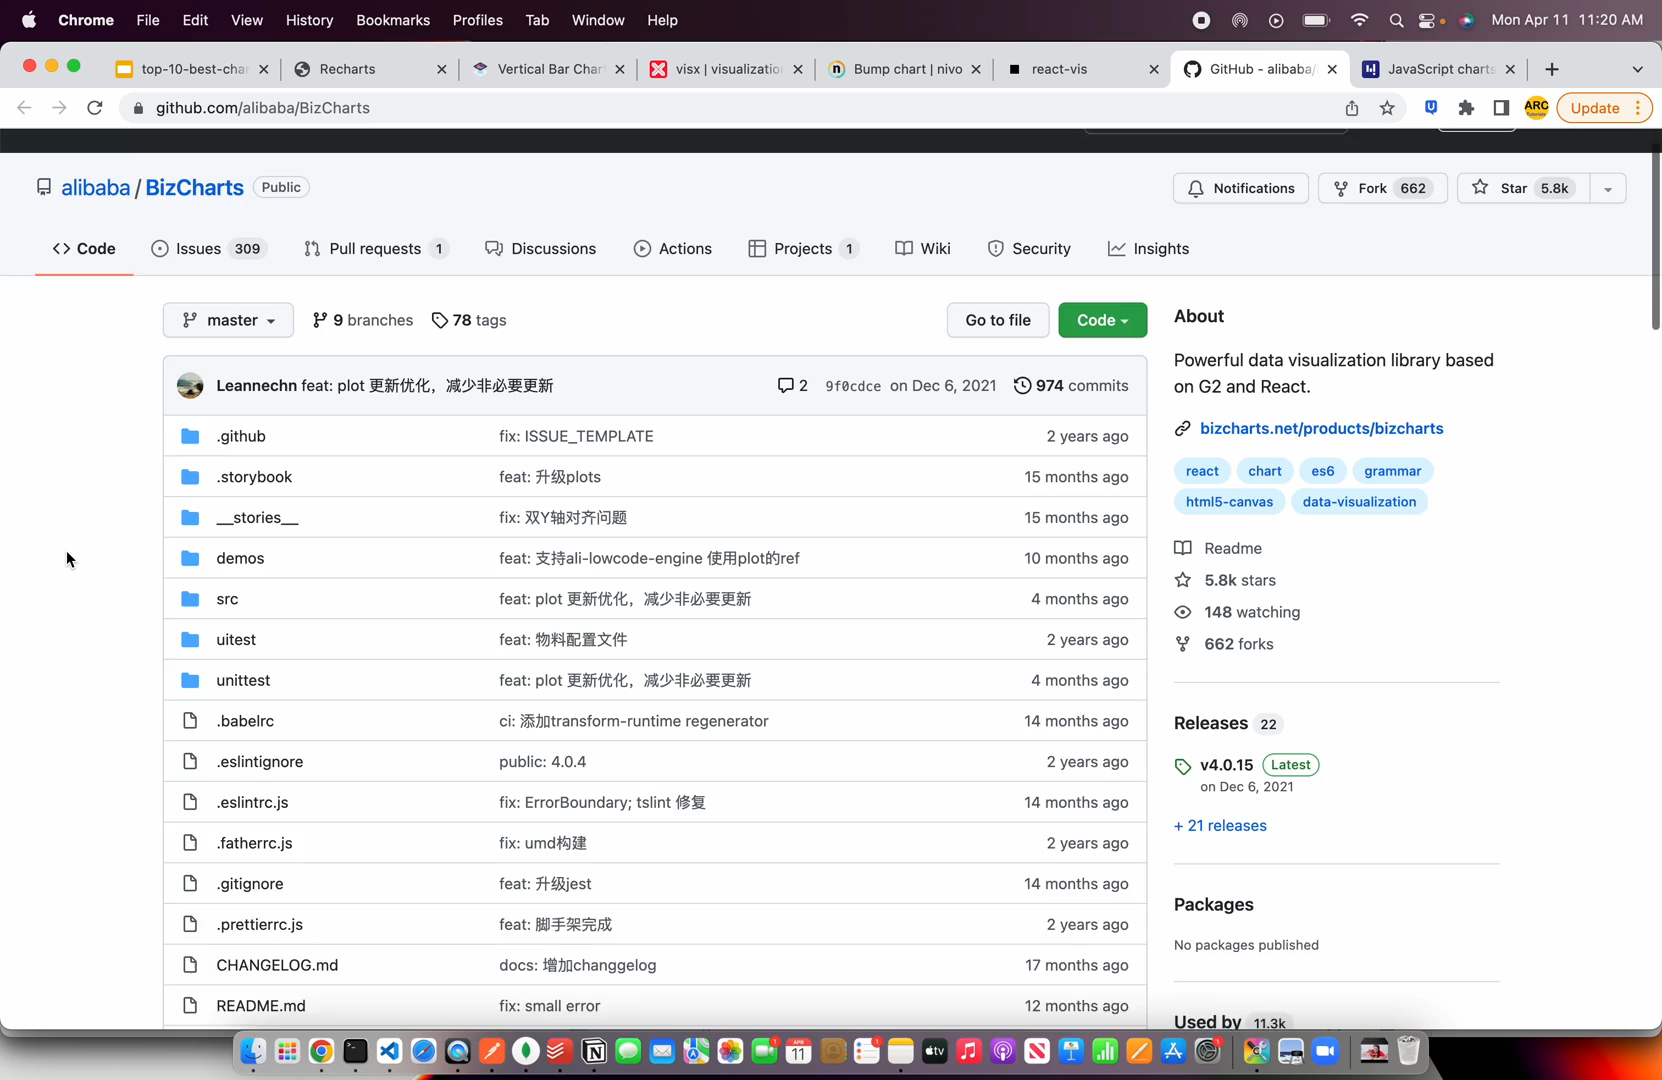 Chrome File Edit View History Bookmarks Profiles Tab Window Help Mon Apr 11 11:20 AM
top-10-best-cha Recharts Vertical Bar Chart visx | visualizatio Bump chart | nivo react-vis GitHub - alibaba/ JavaScript charts
github.com/alibaba/BizCharts ARC Tutorials Update
alibaba / BizCharts Public Notifications Fork 662 Star 5.8k
Code Issues 309 Pull requests 1 Discussions Actions Projects 1 Wiki Security Insights
master 9 branches 78 tags Go to file Code
Leannechn feat: plot 更新优化，减少非必要更新 2 9f0cdce on Dec 6, 2021 974 commits
.github fix: ISSUE_TEMPLATE 2 years ago
.storybook feat: 升级plots 15 months ago
__stories__ fix: 双Y轴对齐问题 15 months ago
demos feat: 支持ali-lowcode-engine 使用plot的ref 10 months ago
src feat: plot 更新优化，减少非必要更新 4 months ago
uitest feat: 物料配置文件 2 years ago
unittest feat: plot 更新优化，减少非必要更新 4 months ago
.babelrc ci: 添加transform-runtime regenerator 14 months ago
.eslintignore public: 4.0.4 2 years ago
.eslintrc.js fix: ErrorBoundary; tslint 修复 14 months ago
.fatherrc.js fix: umd构建 2 years ago
.gitignore feat: 升级jest 14 months ago
.prettierrc.js feat: 脚手架完成 2 years ago
CHANGELOG.md docs: 增加changgelog 17 months ago
README.md fix: small error 12 months ago
About
Powerful data visualization library based
on G2 and React.
bizcharts.net/products/bizcharts
react chart es6 grammar
html5-canvas data-visualization
Readme
5.8k stars
148 watching
662 forks
Releases 22
v4.0.15 Latest
on Dec 6, 2021
+ 21 releases
Packages
No packages published
Used by 11.3k
APR
11
tv